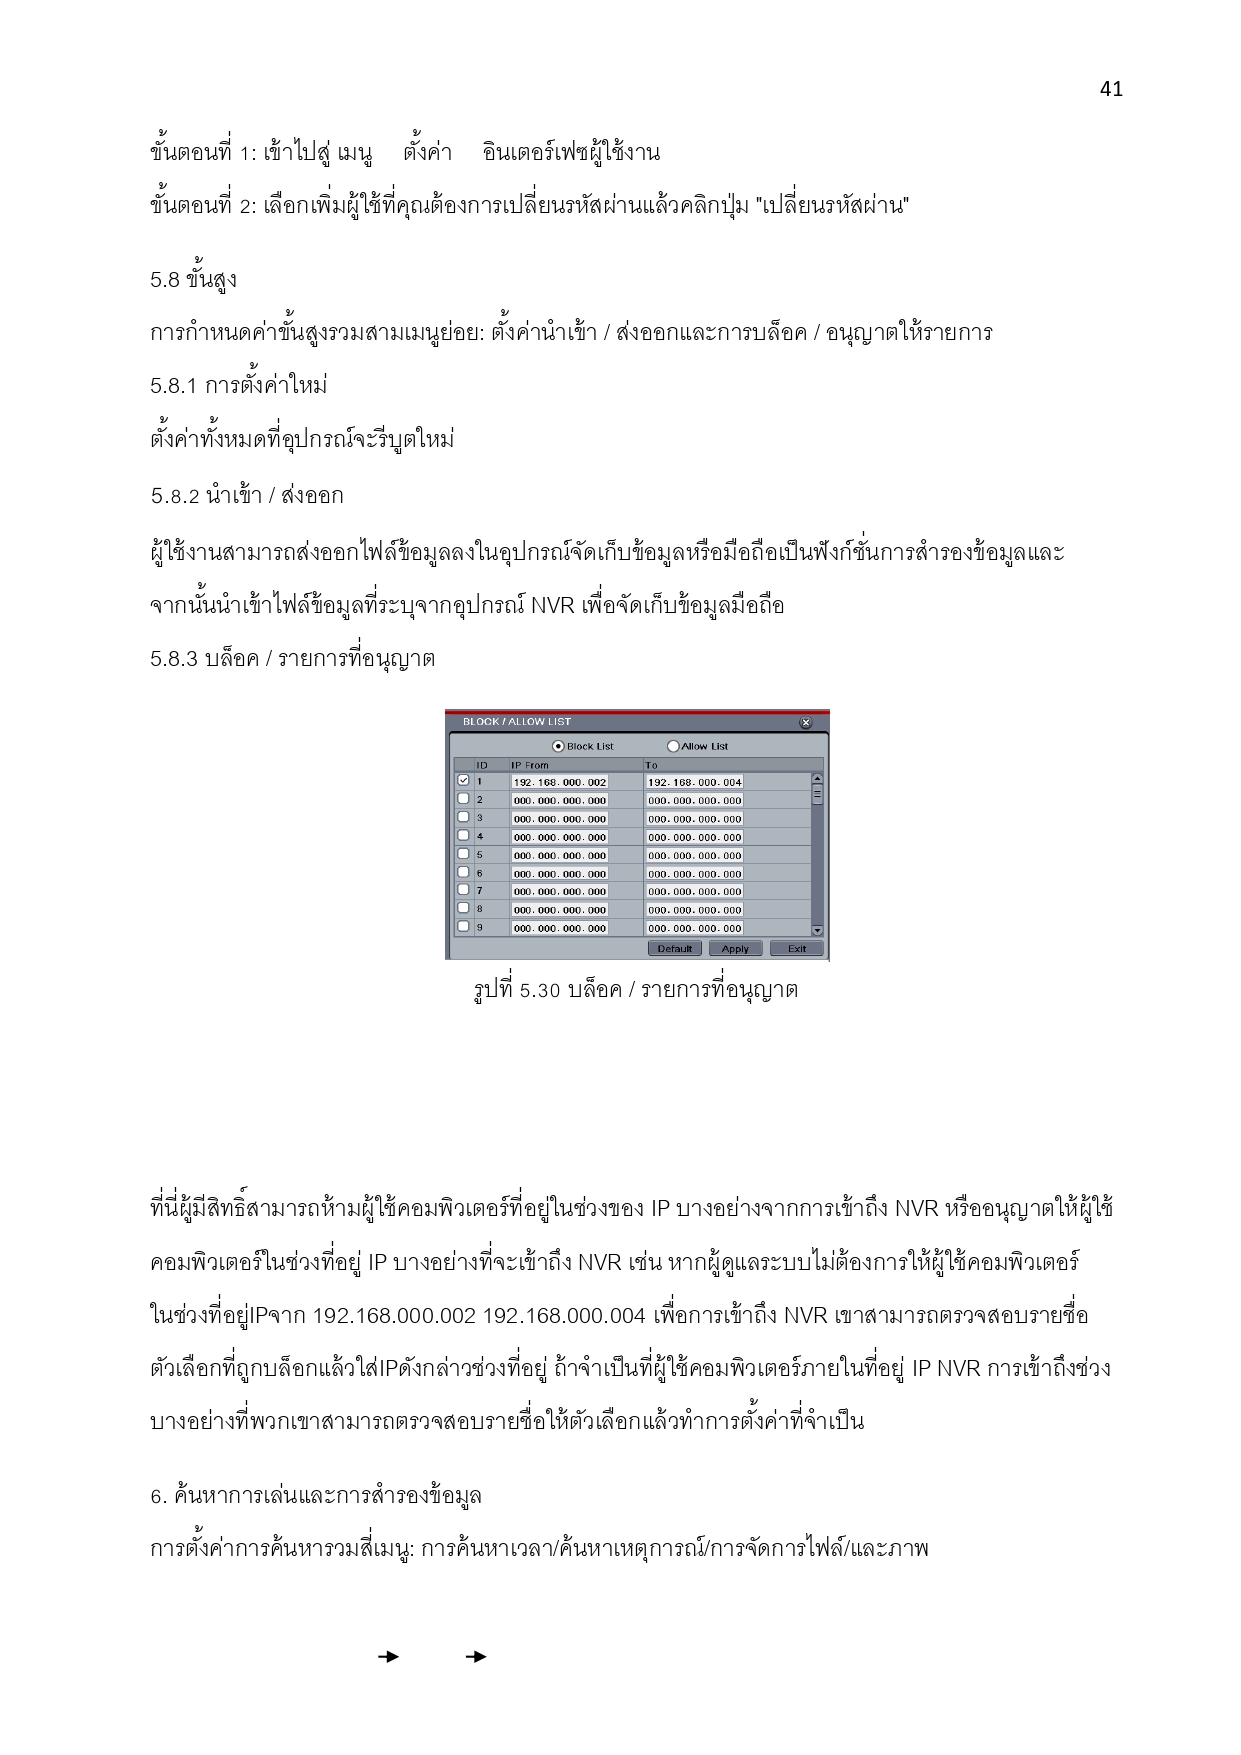 41
ขั้นตอนที่ 1: เข้าไปสู่ เมนู ตั้งค่า อินเตอร์เฟซผู้ใช้งาน
ขั้นตอนที่ 2: เลือกเพิ่มผู้ใช้ที่คุณต้องการเปลี่ยนรหัสผ่านแล้วคลิกปุ่ม "เปลี่ยนรหัสผ่าน"
5.8 ขั้นสูง
การกำหนดค่าขั้นสูงรวมสามเมนูย่อย: ตั้งค่านำเข้า / ส่งออกและการบล็อค / อนุญาตให้รายการ
5.8.1 การตั้งค่าใหม่
ตั้งค่าทั้งหมดที่อุปกรณ์จะรีบูตใหม่
5.8.2 นำเข้า / ส่งออก
ผู้ใช้งานสามารถส่งออกไฟล์ข้อมูลลงในอุปกรณ์จัดเก็บข้อมูลหรือมือถือเป็นฟังก์ชั่นการสำรองข้อมูลและ
จากนั้นนำเข้าไฟล์ข้อมูลที่ระบุจากอุปกรณ์ NVR เพื่อจัดเก็บข้อมูลมือถือ
5.8.3 บล็อค / รายการที่อนุญาต
BLOCK / ALLOW LIST
Block List Allow List
ID IP From To
1 192. 168. 000. 002 192. 168. 000. 004
2 000. 000. 000. 000 000. 000. 000. 000
3 000. 000. 000. 000 000. 000. 000. 000
4 000. 000. 000. 000 000. 000. 000. 000
5 000. 000. 000. 000 000. 000. 000. 000
6 000. 000. 000. 000 000. 000. 000. 000
7 000. 000. 000. 000 000. 000. 000. 000
8 000. 000. 000. 000 000. 000. 000. 000
9 000. 000. 000. 000 000. 000. 000. 000
Default Apply Exit
รูปที่ 5.30 บล็อค / รายการที่อนุญาต
ที่นี่ผู้มีสิทธิ์สามารถห้ามผู้ใช้คอมพิวเตอร์ที่อยู่ในช่วงของ IP บางอย่างจากการเข้าถึง NVR หรืออนุญาตให้ผู้ใช้
คอมพิวเตอร์ในช่วงที่อยู่ IP บางอย่างที่จะเข้าถึง NVR เช่น หากผู้ดูแลระบบไม่ต้องการให้ผู้ใช้คอมพิวเตอร์
ในช่วงที่อยู่IPจาก 192.168.000.002 192.168.000.004 เพื่อการเข้าถึง NVR เขาสามารถตรวจสอบรายชื่อ
ตัวเลือกที่ถูกบล็อกแล้วใส่IPดังกล่าวช่วงที่อยู่ ถ้าจำเป็นที่ผู้ใช้คอมพิวเตอร์ภายในที่อยู่ IP NVR การเข้าถึงช่วง
บางอย่างที่พวกเขาสามารถตรวจสอบรายชื่อให้ตัวเลือกแล้วทำการตั้งค่าที่จำเป็น
6. ค้นหาการเล่นและการสำรองข้อมูล
การตั้งค่าการค้นหารวมสี่เมนู: การค้นหาเวลา/ค้นหาเหตุการณ์/การจัดการไฟล์/และภาพ